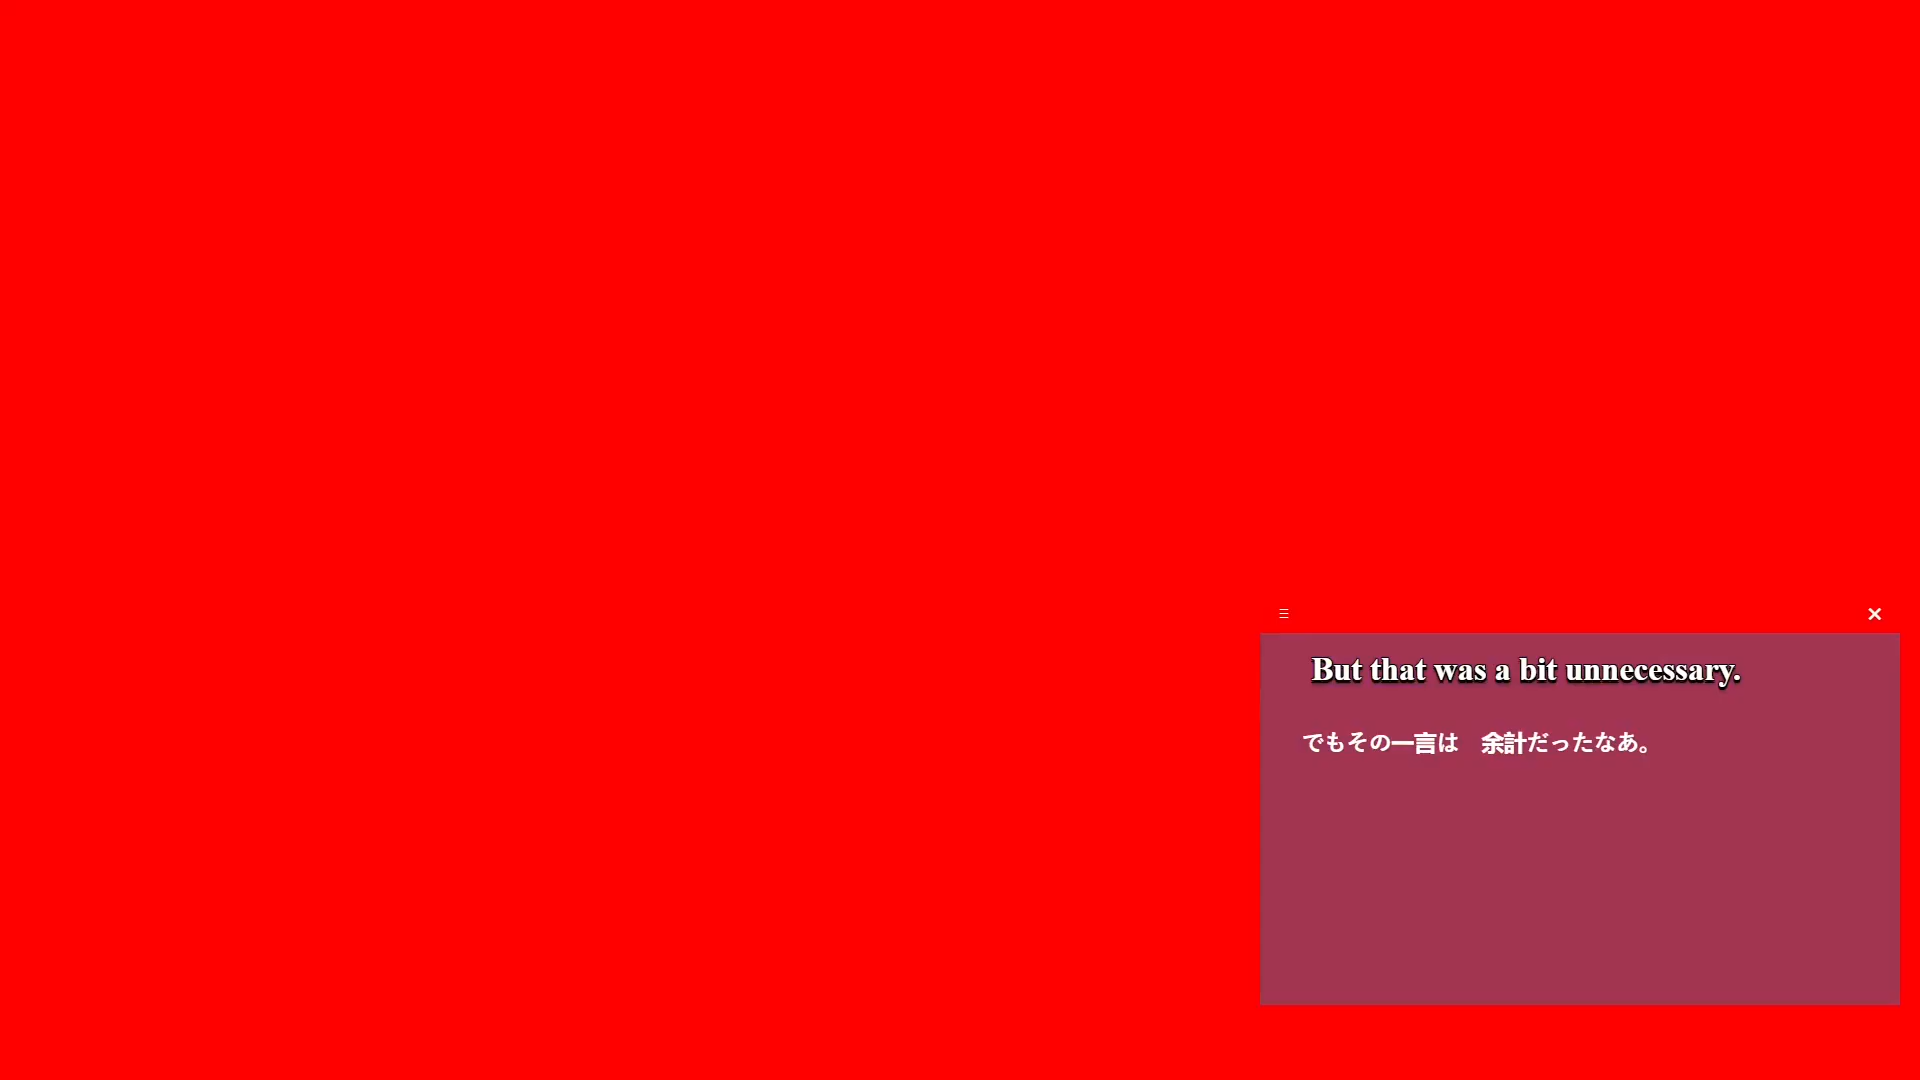 But that was a bit unnecessary.
でもその一言は　余計だったなあ。